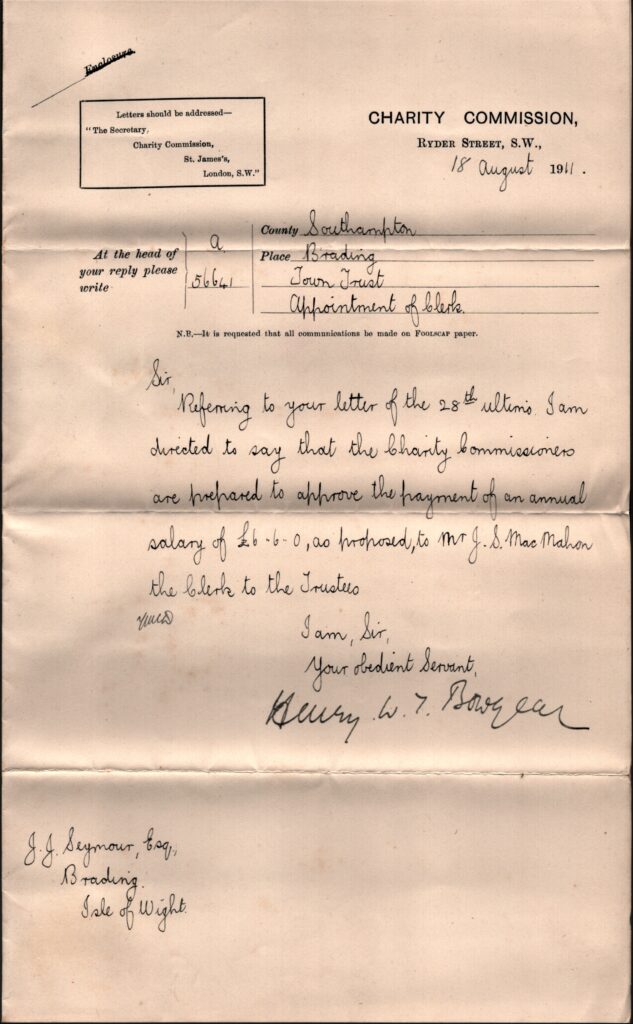 Enclosure.
Letters should be addressed—
"The Secretary,
Charity Commission,
St. James's,
London, S.W."
CHARITY COMMISSION,
RYDER STREET, S.W.,
18 August 1911.
At the head of
your reply please
write
A
56641
County Southampton
Place Brading
Town Trust
Appointment of Clerk.
N.B.—It is requested that all communications be made on FOOLSCAP paper.
Sir,
Referring to your letter of the 28th ultimo I am
directed to say that the Charity Commissioners
are prepared to approve the payment of an annual
salary of £6-6-0, as proposed, to Mr J. S. MacMahon
the Clerk to the Trustees
I am, Sir,
Your obedient Servant,
Henry W. T. Bowyear
J. J. Seymour, Esq,
Brading.
Isle of Wight.